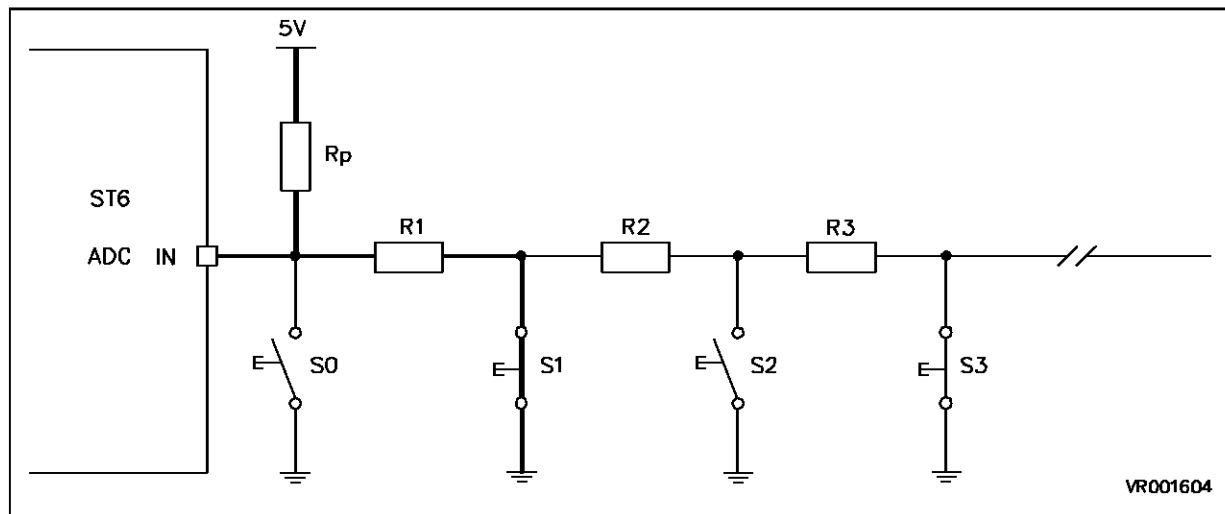 5V
Rp
ST6
ADC IN
R1
R2
R3
S0
S1
S2
S3
VR001604